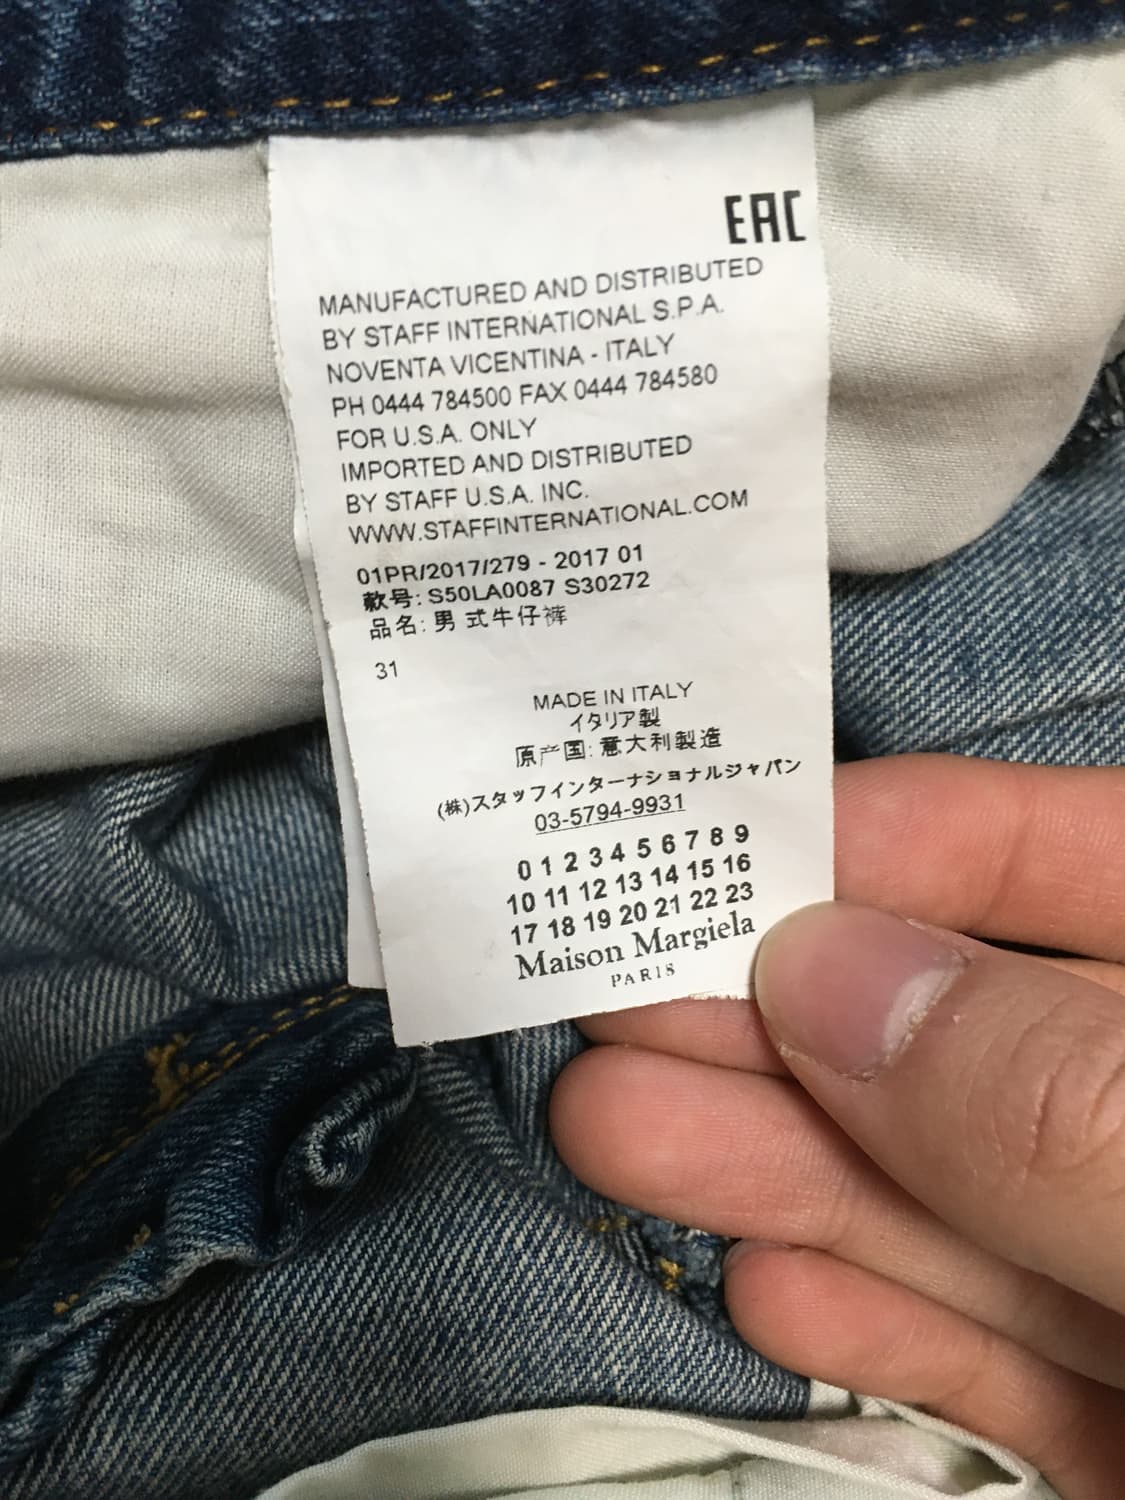 EAC
MANUFACTURED AND DISTRIBUTED
BY STAFF INTERNATIONAL S.P.A.
NOVENTA VICENTINA - ITALY
PH 0444 784500 FAX 0444 784580
FOR U.S.A. ONLY
IMPORTED AND DISTRIBUTED
BY STAFF U.S.A. INC.
WWW.STAFFINTERNATIONAL.COM
01PR/2017/279 - 2017 01
款号: S50LA0087 S30272
品名: 男 式牛仔裤
31
MADE IN ITALY
イタリア製
原产国: 意大利製造
(株)スタッフインターナショナルジャパン
03-5794-9931
0 1 2 3 4 5 6 7 8 9
10 11 12 13 14 15 16
17 18 19 20 21 22 23
Maison Margiela
PARIS